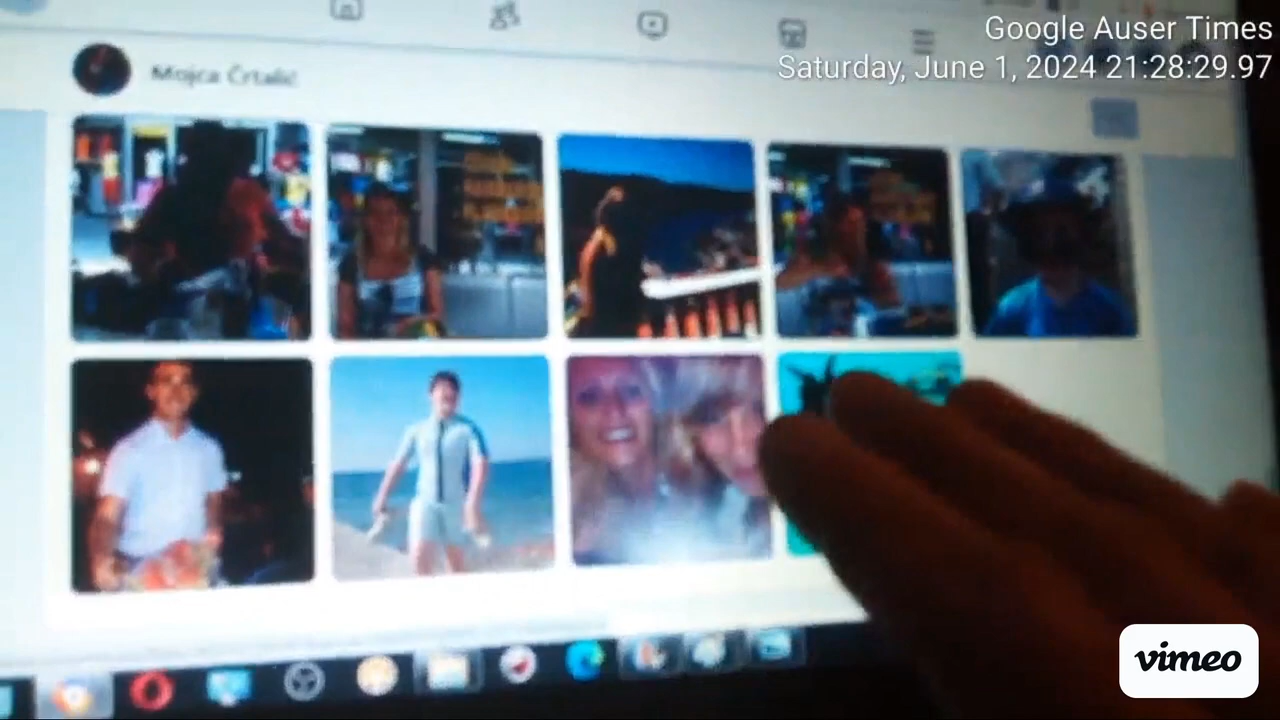 Google Auser Times
Saturday, June 1, 2024 21:28:29.97
Mojca Črtalič
vimeo